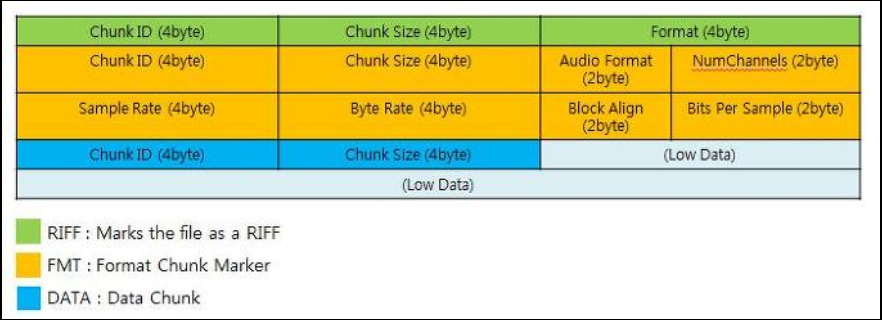 Chunk ID (4byte) Chunk Size (4byte) Format (4byte)
Chunk ID (4byte) Chunk Size (4byte) Audio Format (2byte) NumChannels (2byte)
Sample Rate (4byte) Byte Rate (4byte) Block Align (2byte) Bits Per Sample (2byte)
Chunk ID (4byte) Chunk Size (4byte) (Low Data)
(Low Data)
RIFF : Marks the file as a RIFF
FMT : Format Chunk Marker
DATA : Data Chunk